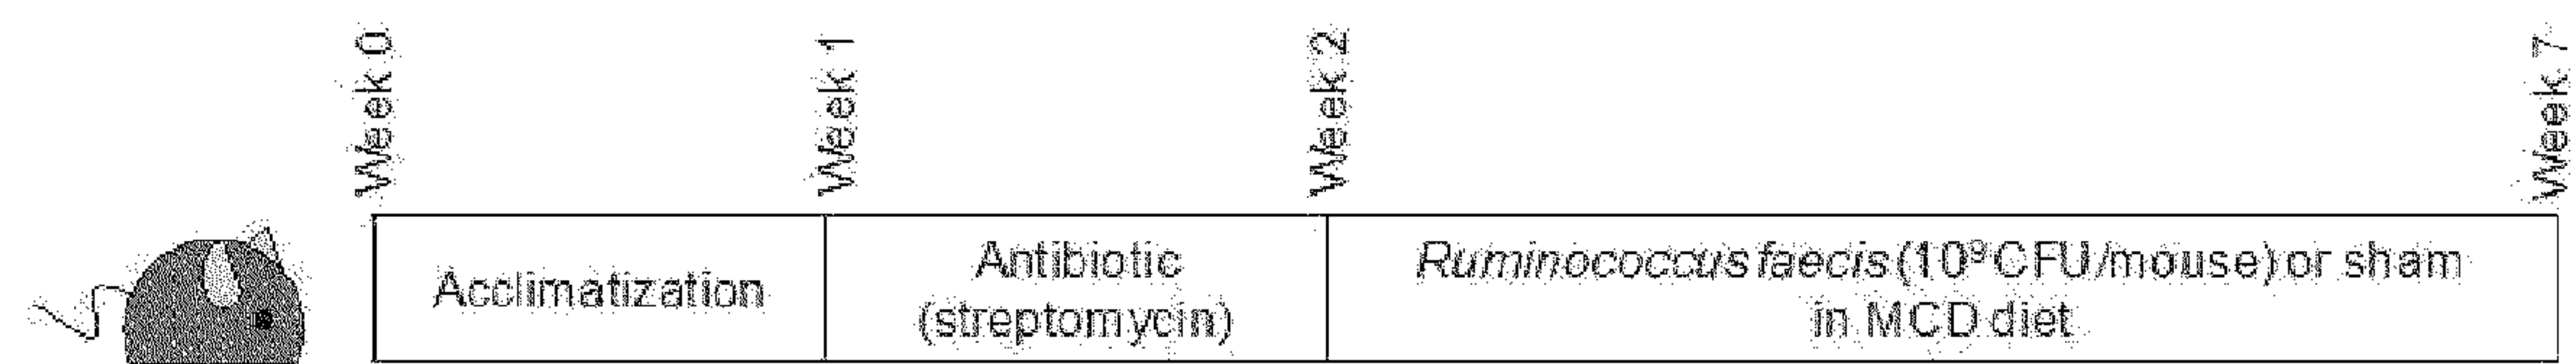 Week 0
Week 1
Week 2
Week 7
Acclimatization
Antibiotic
(streptomycin)
Ruminococcus faecis (10⁹ CFU/mouse) or sham
in MCD diet